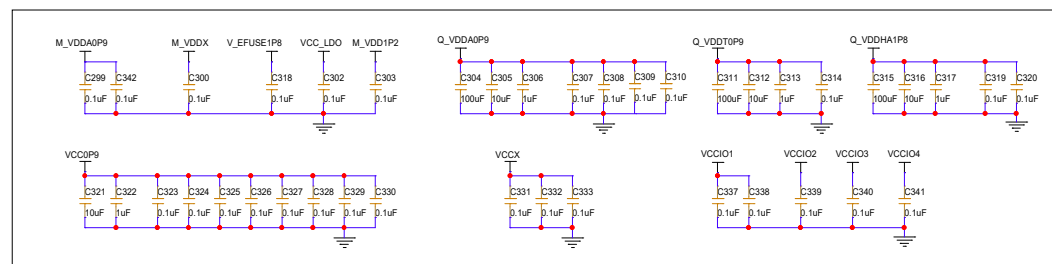 M_VDDA0P9 M_VDDX V_EFUSE1P8 VCC_LDO M_VDD1P2 Q_VDDA0P9 Q_VDDT0P9 Q_VDDHA1P8
C299 C342 C300 C318 C302 C303 C304 C305 C306 C307 C308 C309 C310 C311 C312 C313 C314 C315 C316 C317 C319 C320
0.1uF 0.1uF 0.1uF 0.1uF 0.1uF 0.1uF 100uF 10uF 1uF 0.1uF 0.1uF 0.1uF 0.1uF 100uF 10uF 1uF 0.1uF 100uF 10uF 1uF 0.1uF 0.1uF
VCC0P9 VCCX VCCIO1 VCCIO2 VCCIO3 VCCIO4
C321 C322 C323 C324 C325 C326 C327 C328 C329 C330 C331 C332 C333 C337 C338 C339 C340 C341
10uF 1uF 0.1uF 0.1uF 0.1uF 0.1uF 0.1uF 0.1uF 0.1uF 0.1uF 0.1uF 0.1uF 0.1uF 0.1uF 0.1uF 0.1uF 0.1uF 0.1uF